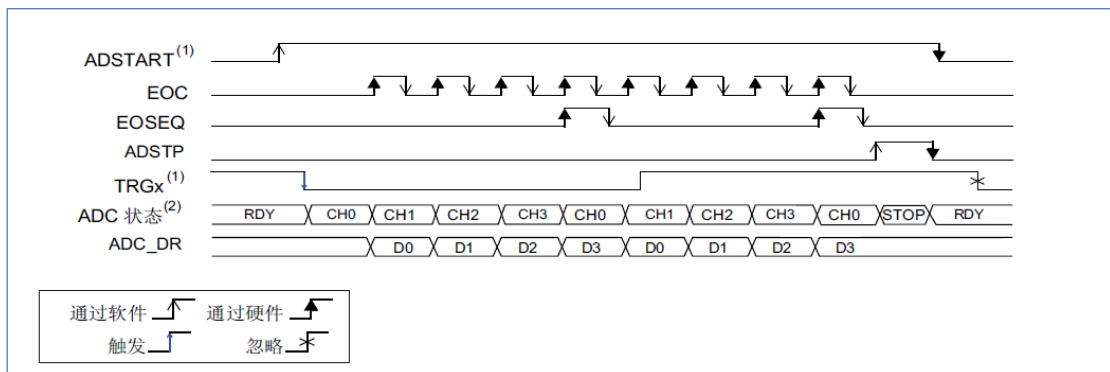 ADSTART(1)
EOC
EOSEQ
ADSTP
TRGx(1)
ADC 状态(2) RDY CH0 CH1 CH2 CH3 CH0 CH1 CH2 CH3 CH0 STOP RDY
ADC_DR D0 D1 D2 D3 D0 D1 D2 D3
通过软件 通过硬件
触发 忽略